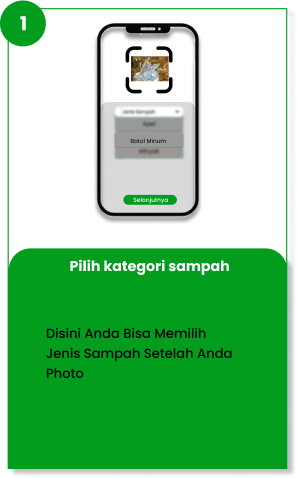 1
Jenis Sampah
Botol Minum
Selanjutnya
Pilih kategori sampah
Disini Anda Bisa Memilih
Jenis Sampah Setelah Anda
Photo